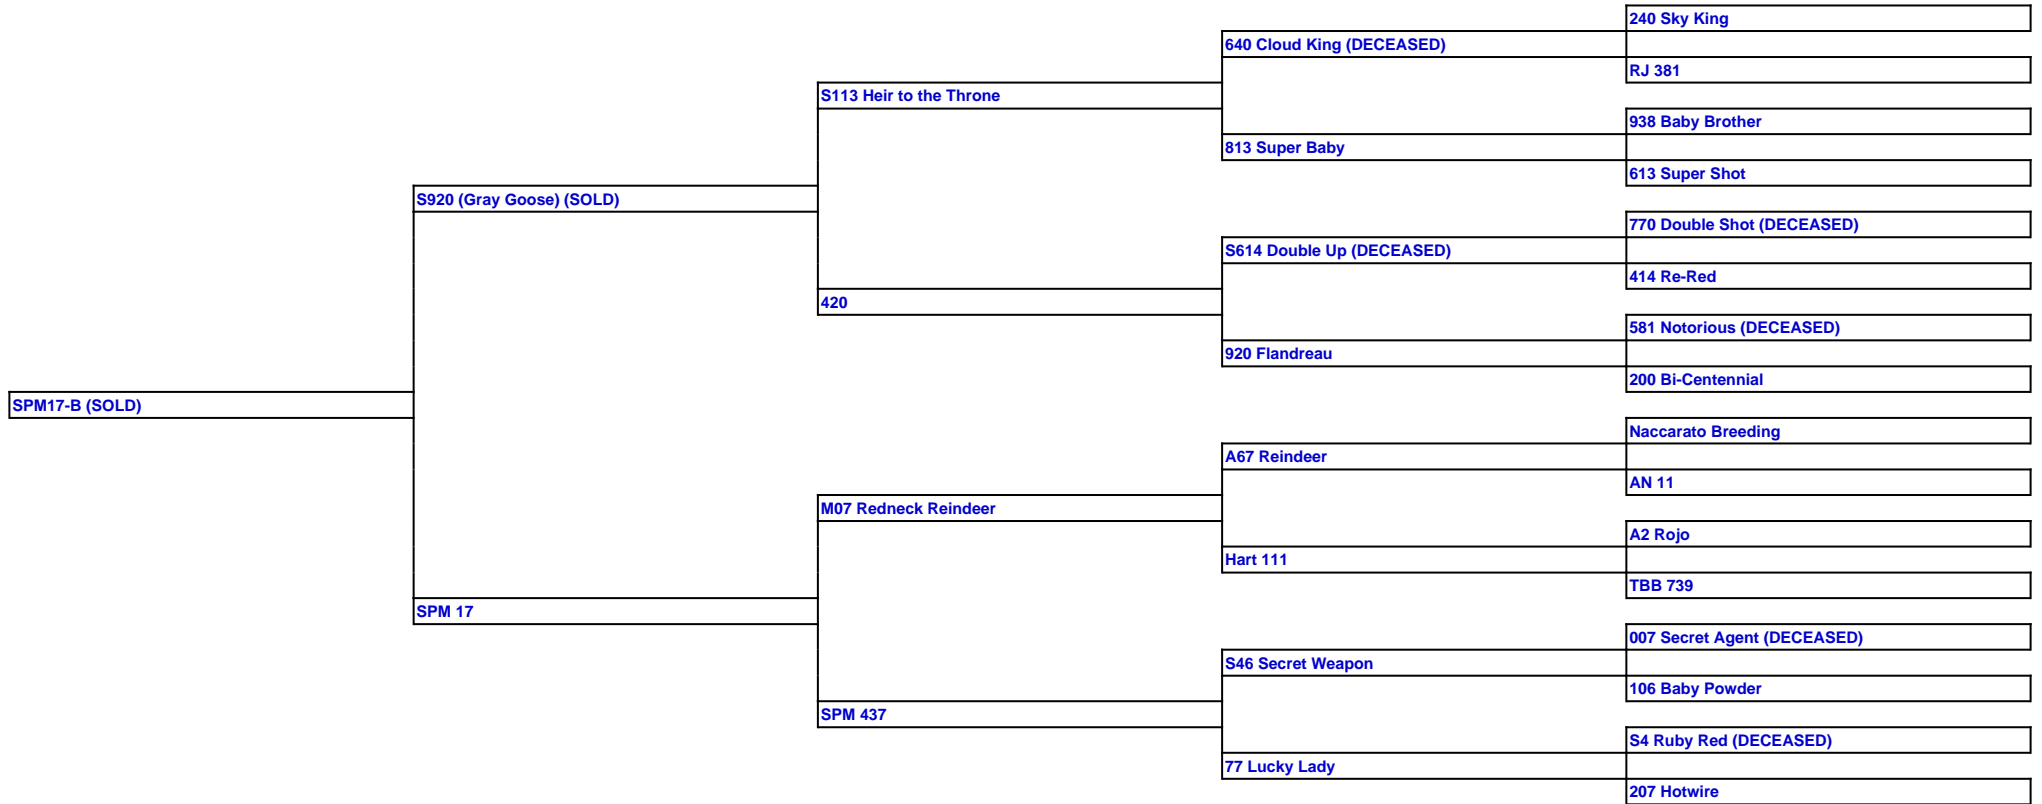 240 Sky King
640 Cloud King (DECEASED)
RJ 381
S113 Heir to the Throne
938 Baby Brother
813 Super Baby
613 Super Shot
S920 (Gray Goose) (SOLD)
770 Double Shot (DECEASED)
S614 Double Up (DECEASED)
414 Re-Red
420
581 Notorious (DECEASED)
920 Flandreau
200 Bi-Centennial
SPM17-B (SOLD)
Naccarato Breeding
A67 Reindeer
AN 11
M07 Redneck Reindeer
A2 Rojo
Hart 111
TBB 739
SPM 17
007 Secret Agent (DECEASED)
S46 Secret Weapon
106 Baby Powder
SPM 437
S4 Ruby Red (DECEASED)
77 Lucky Lady
207 Hotwire